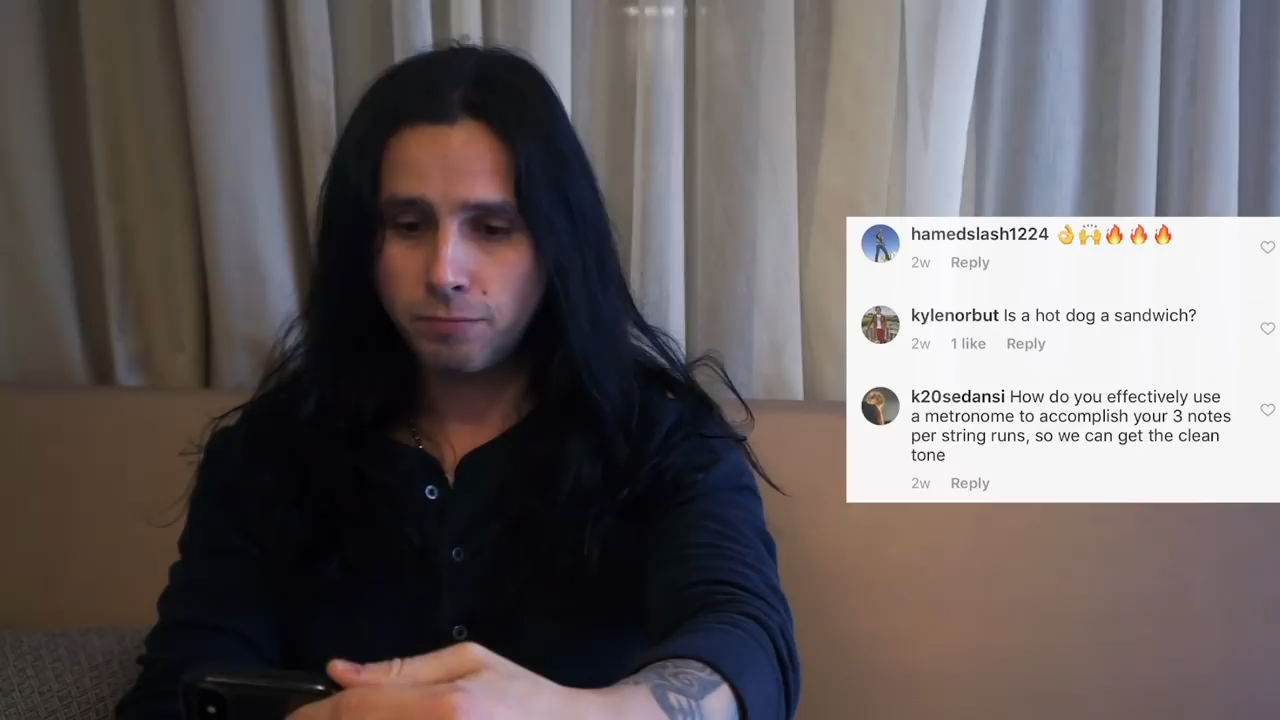 hamedslash1224 👌🙌🔥🔥🔥
2w Reply
kylenorbut Is a hot dog a sandwich?
2w 1 like Reply
k20sedansi How do you effectively use
a metronome to accomplish your 3 notes
per string runs, so we can get the clean
tone
2w Reply